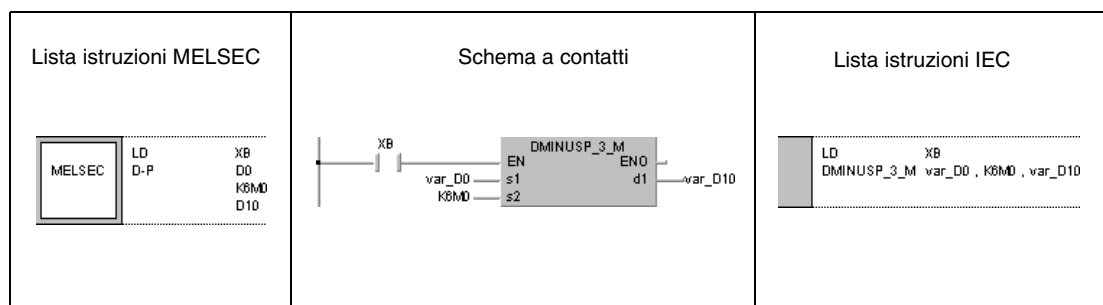 Lista istruzioni MELSEC
Schema a contatti
Lista istruzioni IEC
MELSEC
LD XB
D-P D0
K6M0
D10
XB
DMINUSP_3_M
EN ENO
var_D0 s1 d1 var_D10
K6M0 s2
LD XB
DMINUSP_3_M var_D0 , K6M0 , var_D10